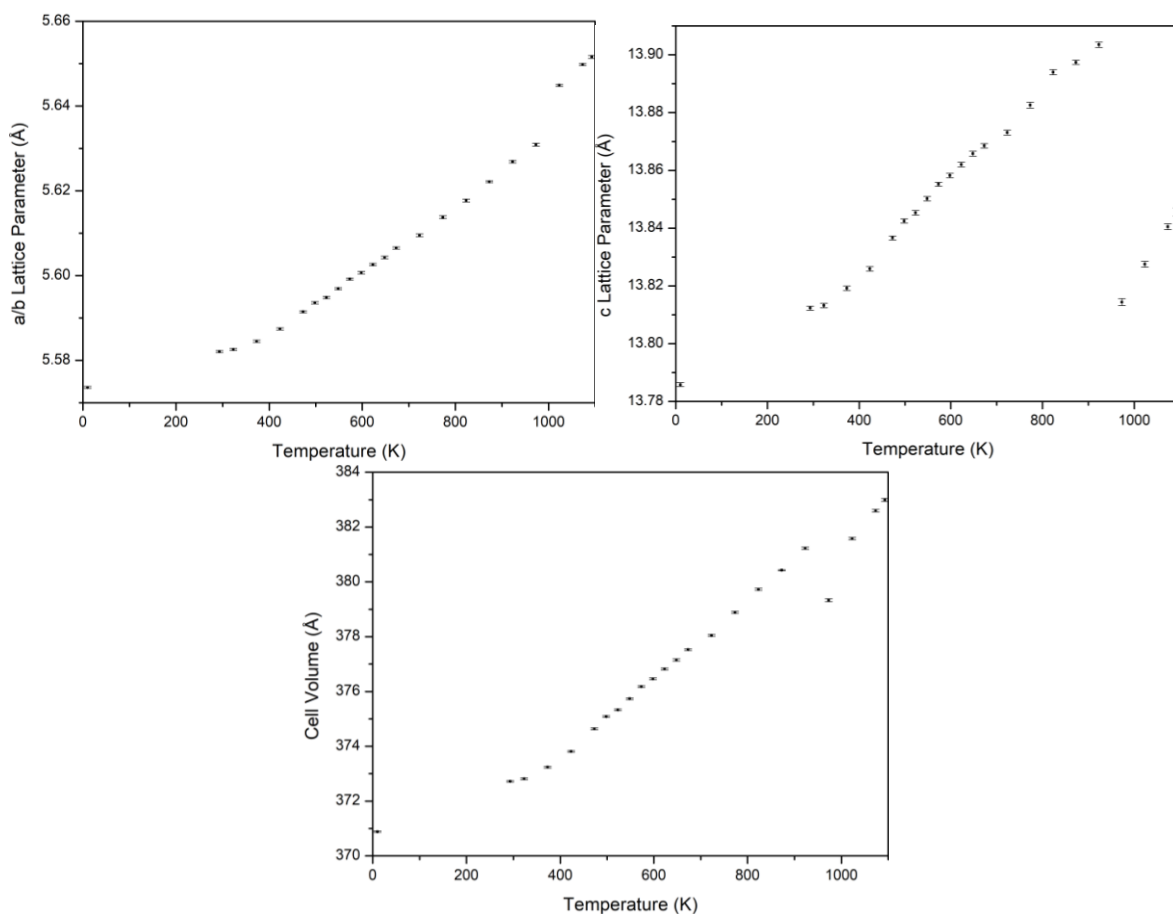 5.66
5.64
5.62
5.60
5.58
a/b Lattice Parameter (Å)
0 200 400 600 800 1000
Temperature (K)
13.90
13.88
13.86
13.84
13.82
13.80
13.78
c Lattice Parameter (Å)
0 200 400 600 800 1000
Temperature (K)
384
382
380
378
376
374
372
370
Cell Volume (Å)
0 200 400 600 800 1000
Temperature (K)